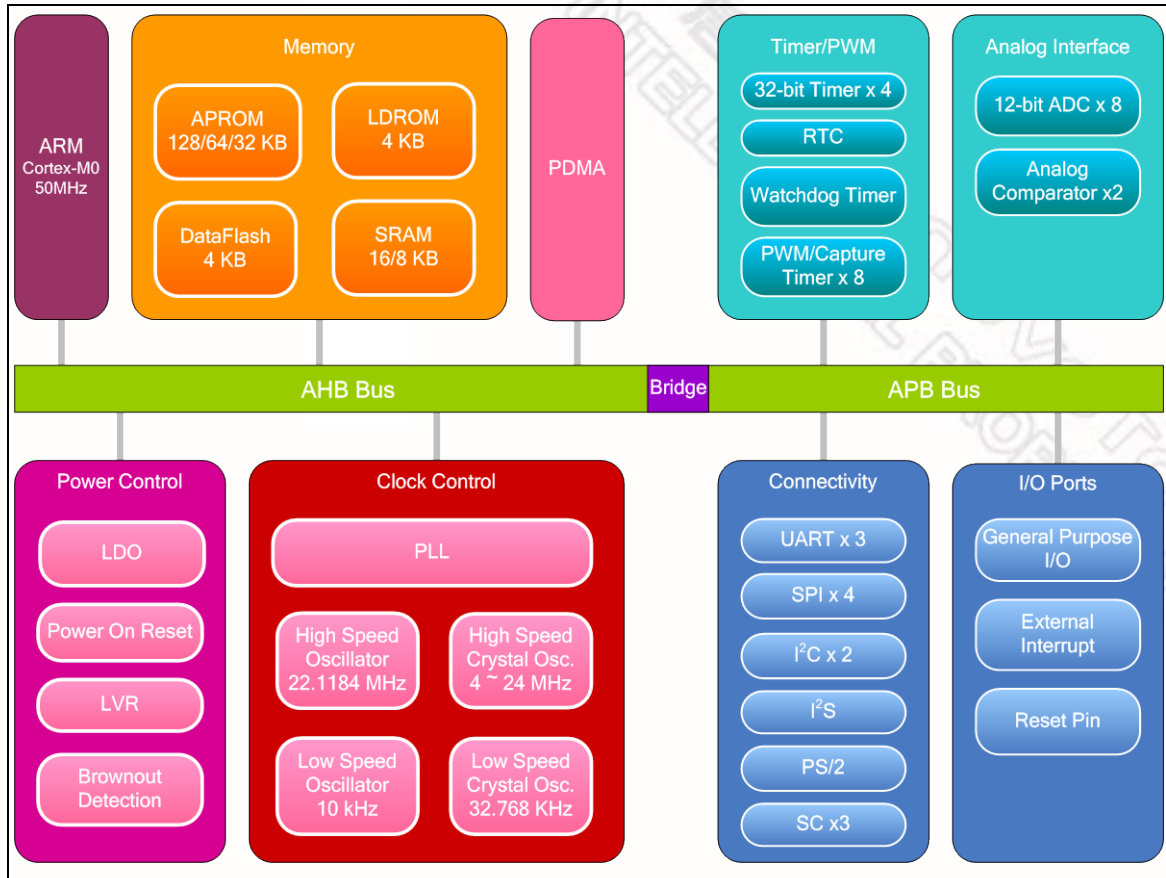 Memory
Timer/PWM
Analog Interface
ARM
Cortex-M0
50MHz
APROM
128/64/32 KB
LDROM
4 KB
DataFlash
4 KB
SRAM
16/8 KB
PDMA
32-bit Timer x 4
RTC
Watchdog Timer
PWM/Capture
Timer x 8
12-bit ADC x 8
Analog
Comparator x2
AHB Bus
Bridge
APB Bus
Power Control
LDO
Power On Reset
LVR
Brownout
Detection
Clock Control
PLL
High Speed
Oscillator
22.1184 MHz
High Speed
Crystal Osc.
4 ~ 24 MHz
Low Speed
Oscillator
10 kHz
Low Speed
Crystal Osc.
32.768 KHz
Connectivity
UART x 3
SPI x 4
I²C x 2
I²S
PS/2
SC x3
I/O Ports
General Purpose
I/O
External
Interrupt
Reset Pin